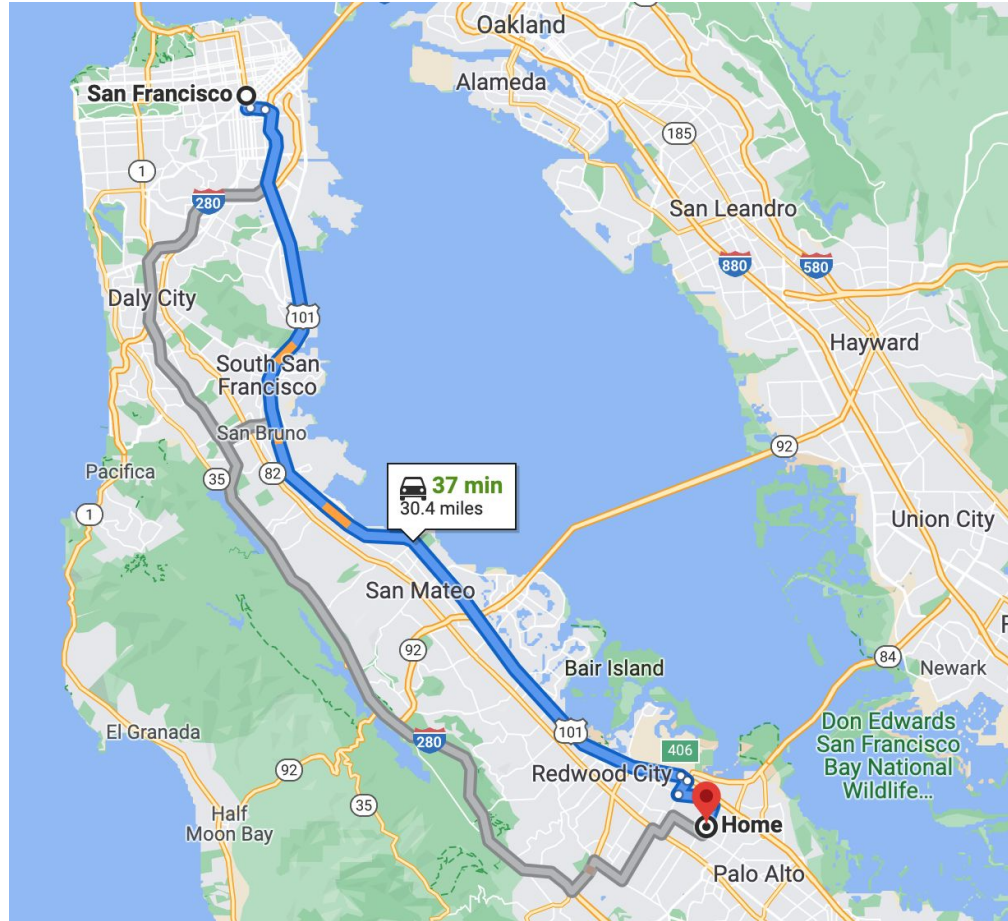 Oakland
Alameda
San Francisco
185
1
280
San Leandro
880
580
Daly City
101
Hayward
South San
Francisco
San Bruno
92
82
Pacifica
35
37 min
30.4 miles
1
Union City
San Mateo
92
84
Bair Island
Newark
El Granada
280
101
406
Don Edwards
San Francisco
Bay National
Wildlife...
92
Redwood City
35
Half
Moon Bay
Home
Palo Alto